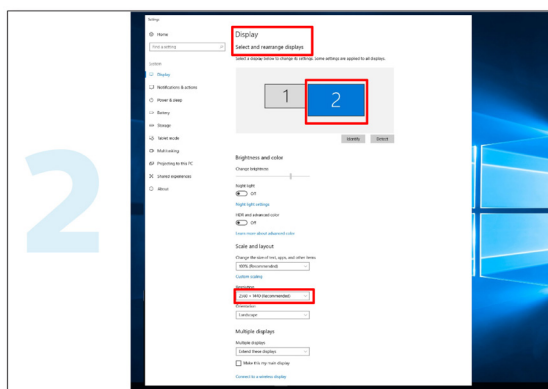 2
Settings
Home
Find a setting
System
Display
Notifications & actions
Power & sleep
Battery
Storage
Tablet mode
Multitasking
Projecting to this PC
Shared experiences
About
Display
Select and rearrange displays
Select a display below to change its settings. Some settings are applied to all displays.
1
2
Identify
Detect
Brightness and color
Change brightness
Night light
Off
Night light settings
HDR and advanced color
Off
Learn more about advanced color
Scale and layout
Change the size of text, apps, and other items
100% (Recommended)
Custom scaling
Resolution
Orientation
Landscape
Multiple displays
Multiple displays
Extend these displays
Make this my main display
Connect to a wireless display